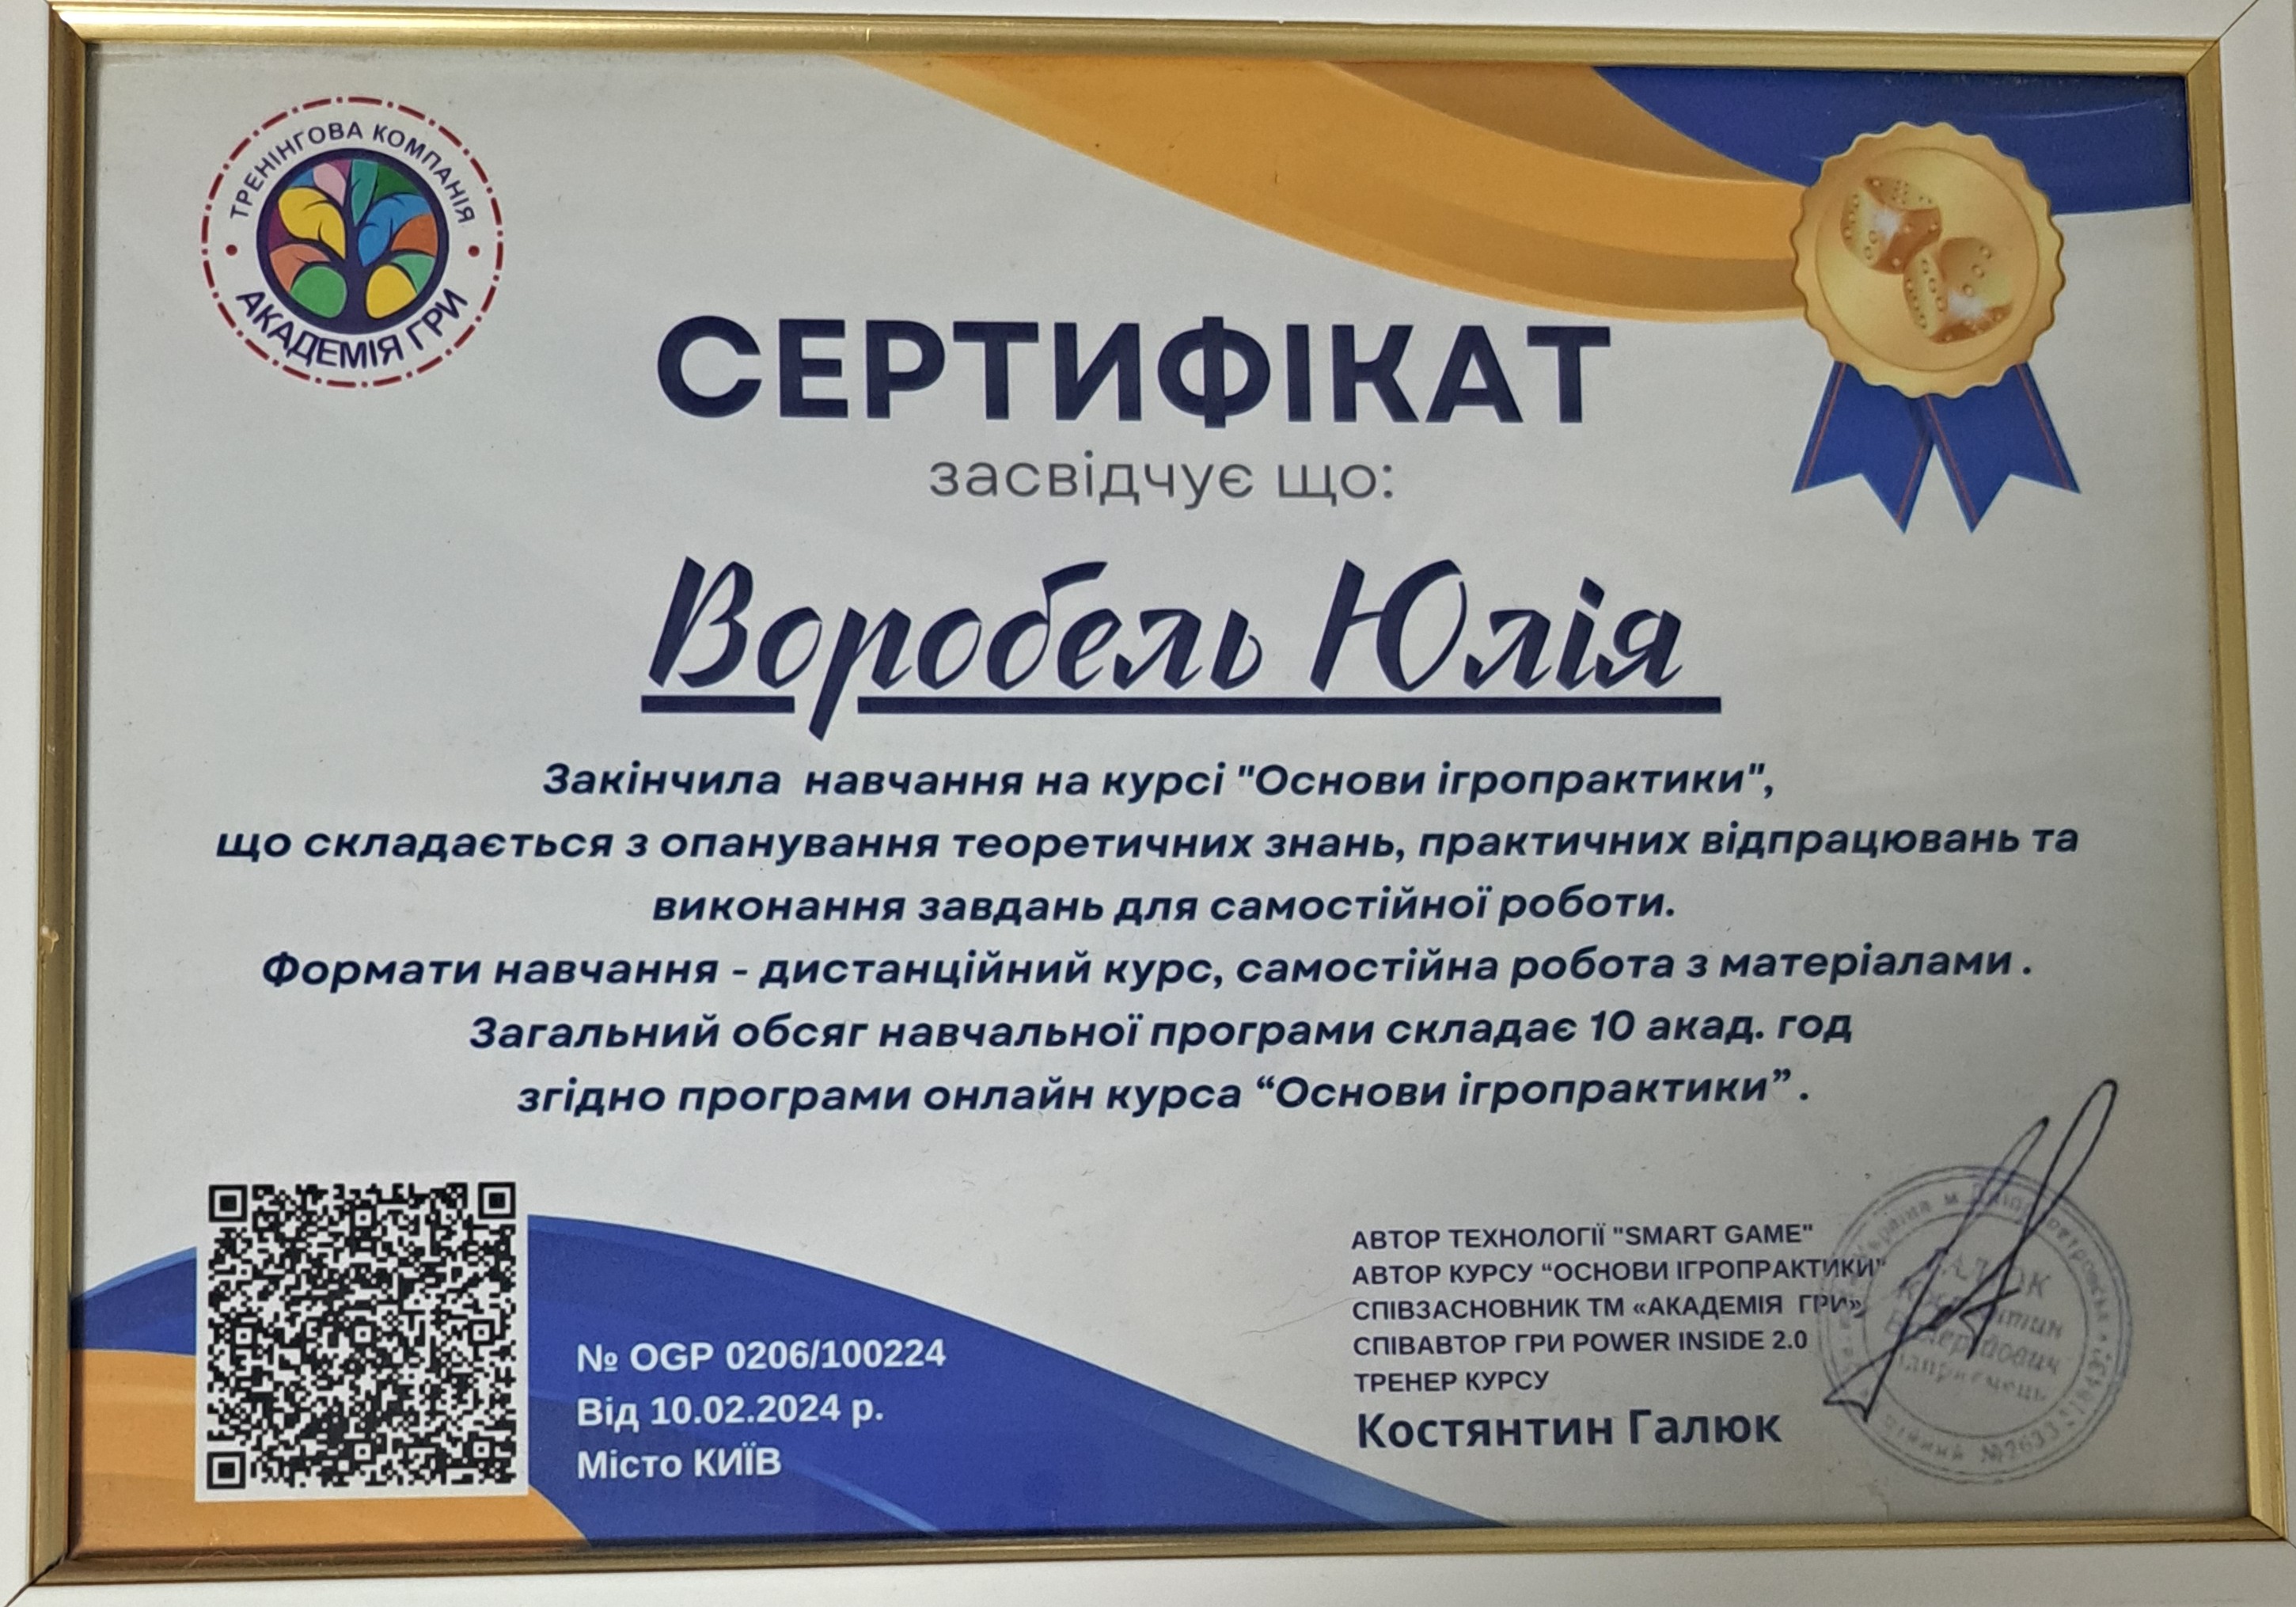 ТРЕНІНГОВА КОМПАНІЯ
АКАДЕМІЯ ГРИ
СЕРТИФІКАТ
засвідчує що:
Воробель Юлія
Закінчила навчання на курсі "Основи ігропрактики",
що складається з опанування теоретичних знань, практичних відпрацювань та
виконання завдань для самостійної роботи.
Формати навчання - дистанційний курс, самостійна робота з матеріалами .
Загальний обсяг навчальної програми складає 10 акад. год
згідно програми онлайн курса “Основи ігропрактики” .
№ OGP 0206/100224
Від 10.02.2024 р.
Місто КИЇВ
АВТОР ТЕХНОЛОГІЇ "SMART GAME"
АВТОР КУРСУ “ОСНОВИ ІГРОПРАКТИКИ”
СПІВЗАСНОВНИК ТМ «АКАДЕМІЯ ГРИ»
СПІВАВТОР ГРИ POWER INSIDE 2.0
ТРЕНЕР КУРСУ
Костянтин Галюк